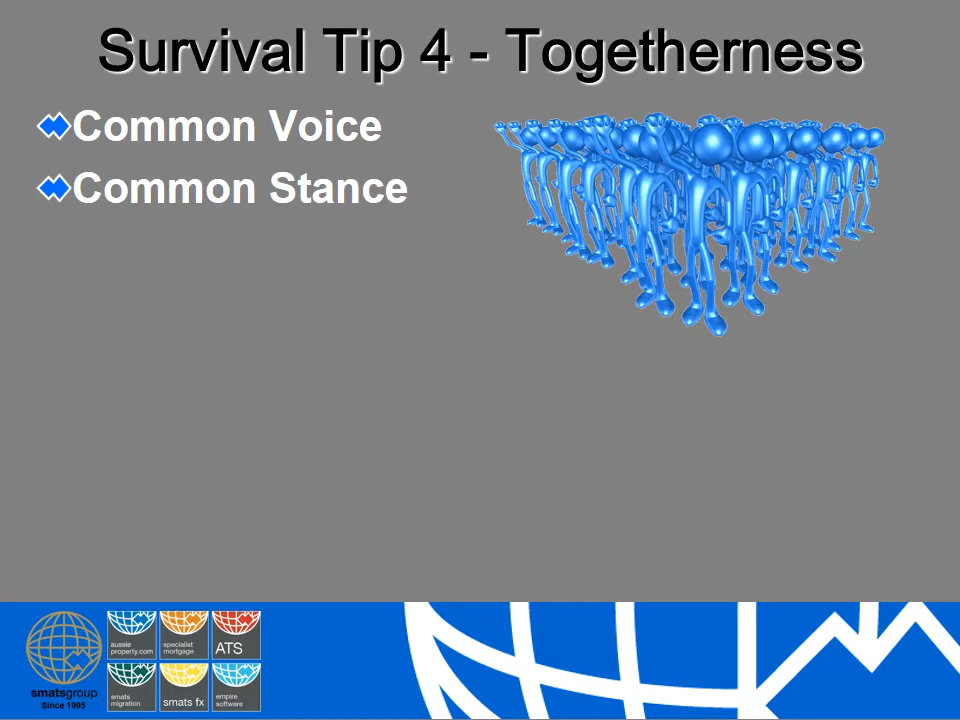 Survival Tip 4 - Togetherness
Common Voice
Common Stance
smatsgroup
Since 1995
aussie
property.com
specialist
mortgage
ATS
smats
migration
smats fx
empire
software